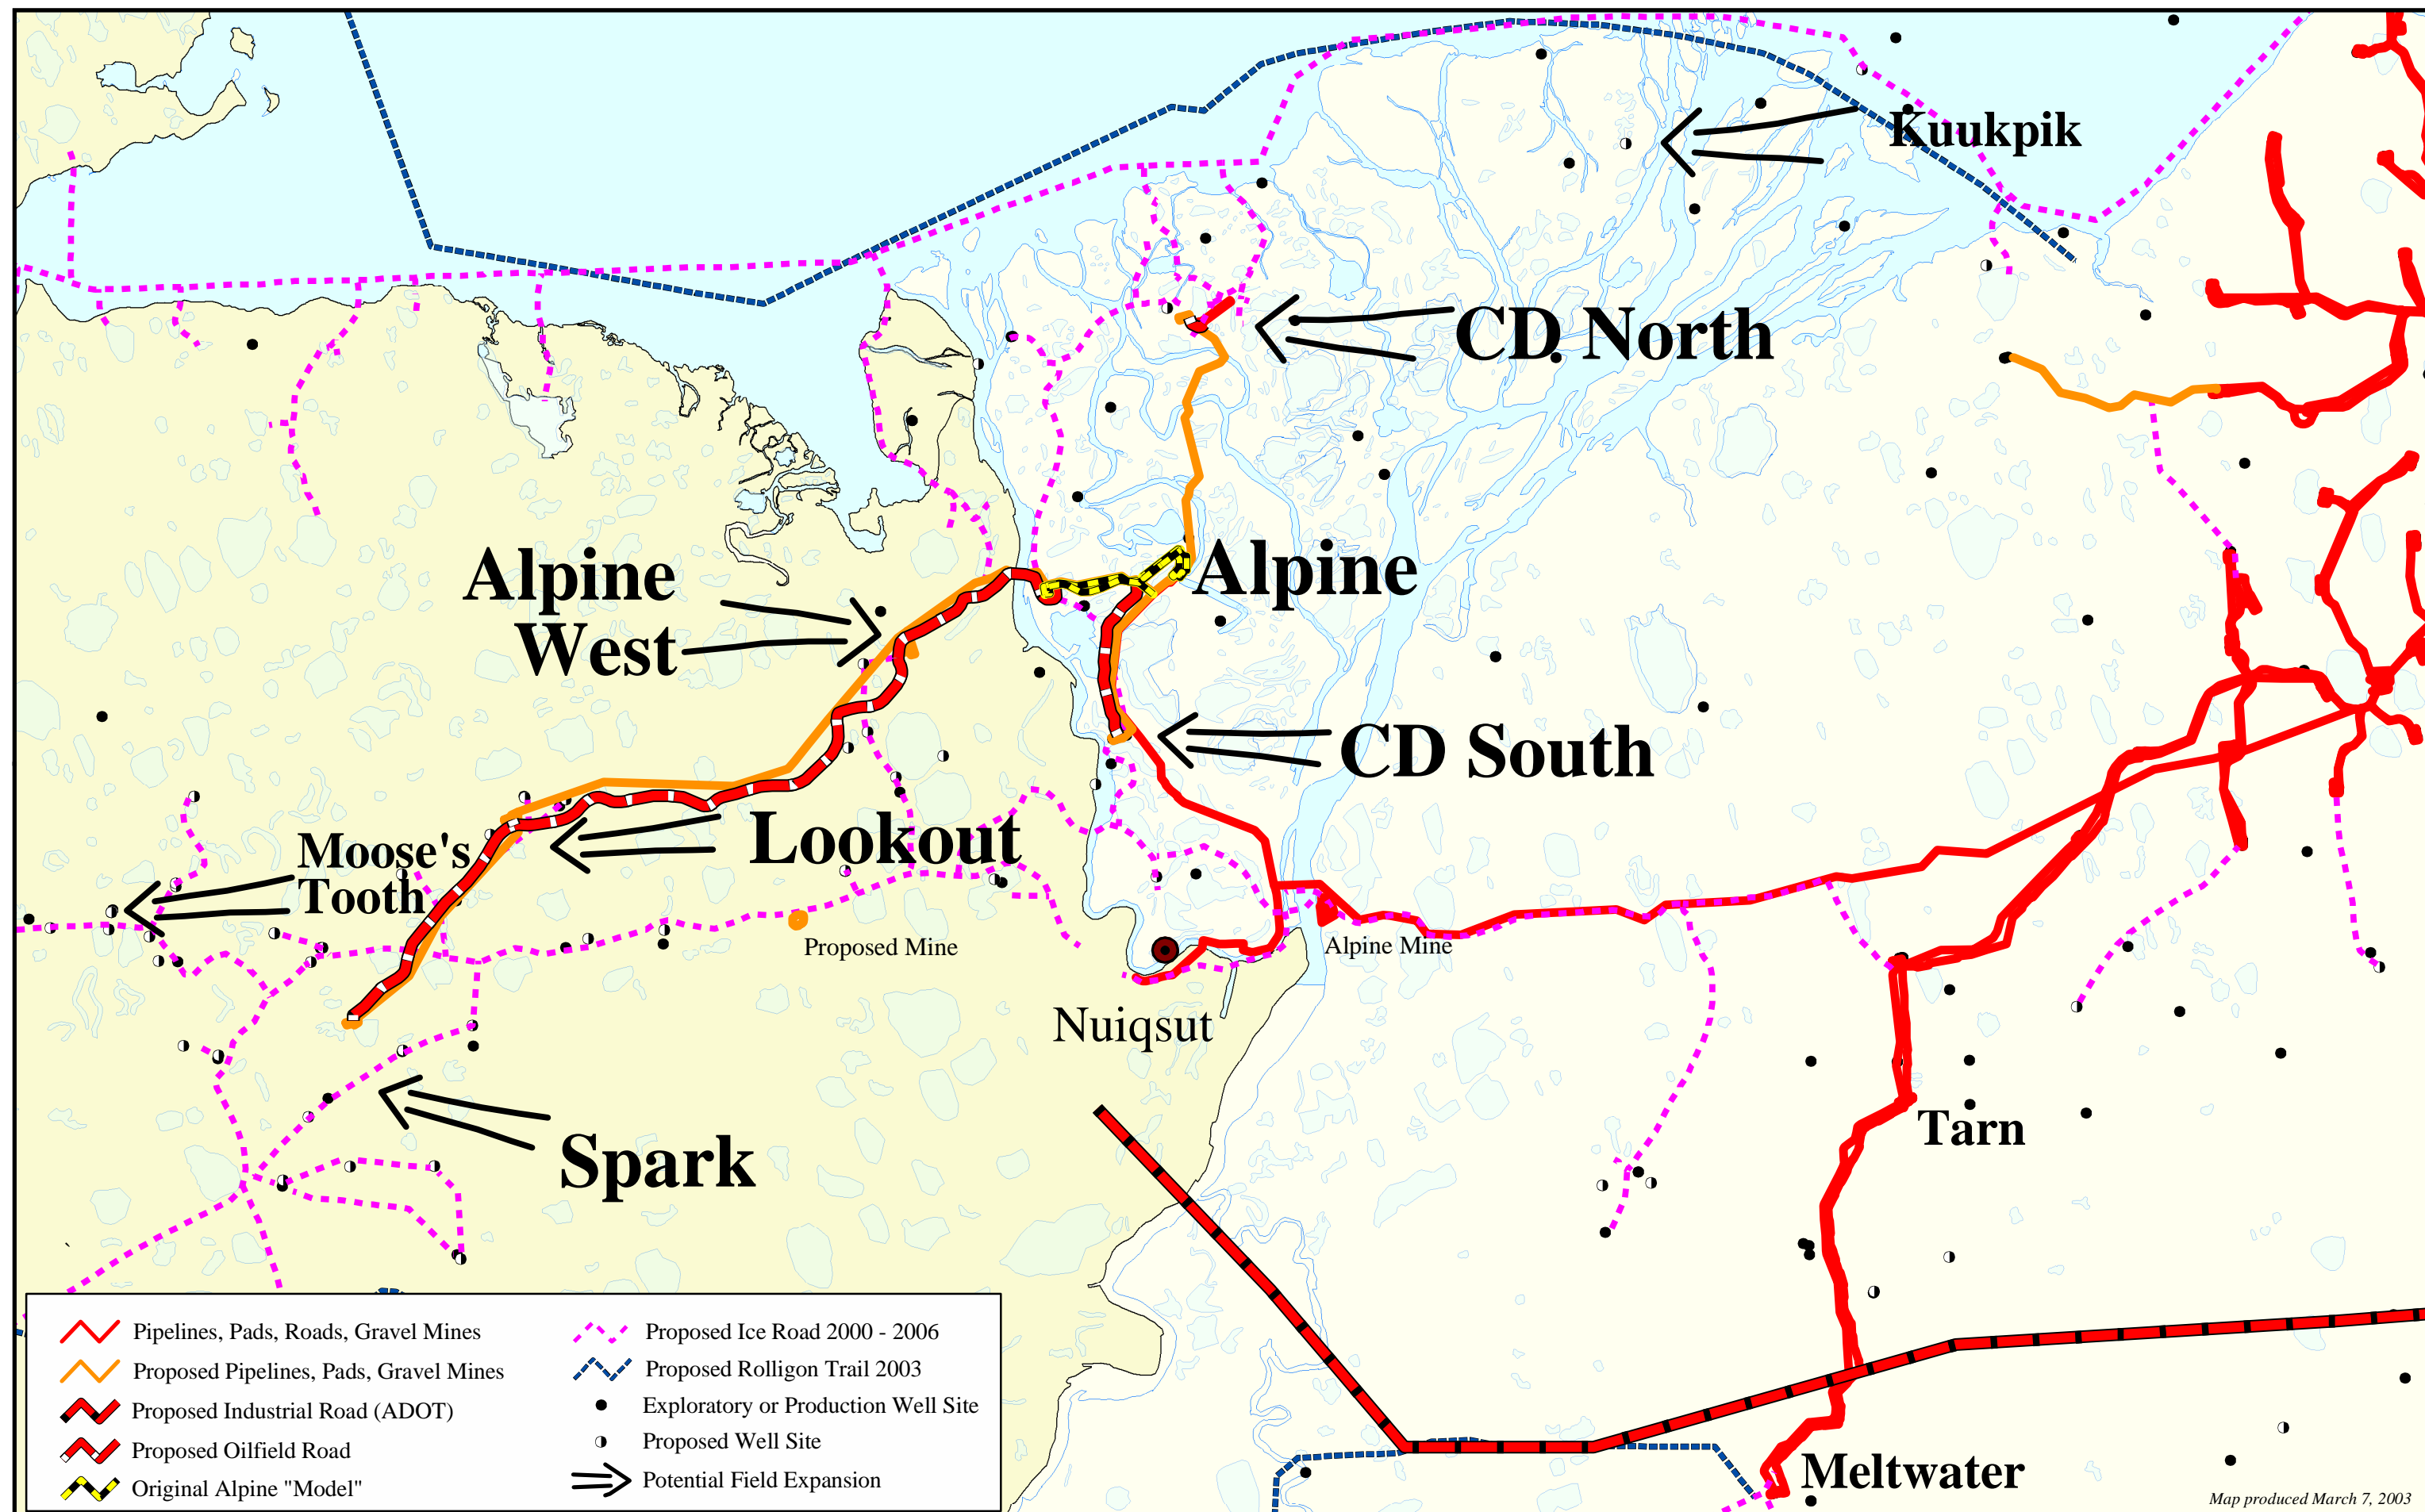 Kuukpik
CD North
Alpine
West
Alpine
CD South
Moose's
Tooth
Lookout
Proposed Mine
Alpine Mine
Nuiqsut
Spark
Tarn
Meltwater
Pipelines, Pads, Roads, Gravel Mines
Proposed Pipelines, Pads, Gravel Mines
Proposed Industrial Road (ADOT)
Proposed Oilfield Road
Original Alpine "Model"
Proposed Ice Road 2000 - 2006
Proposed Rolligon Trail 2003
Exploratory or Production Well Site
Proposed Well Site
Potential Field Expansion
Map produced March 7, 2003